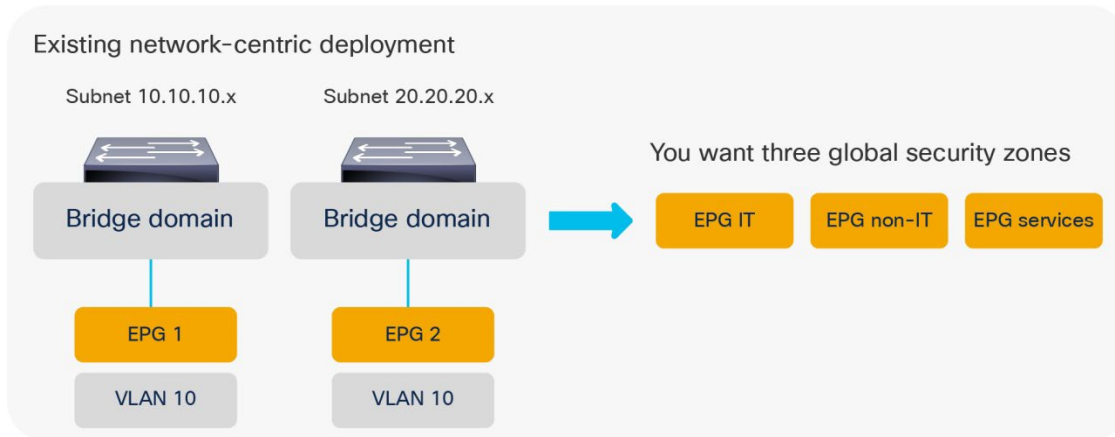 Existing network-centric deployment
Subnet 10.10.10.x
Subnet 20.20.20.x
Bridge domain
Bridge domain
EPG 1
EPG 2
VLAN 10
VLAN 10
You want three global security zones
EPG IT
EPG non-IT
EPG services